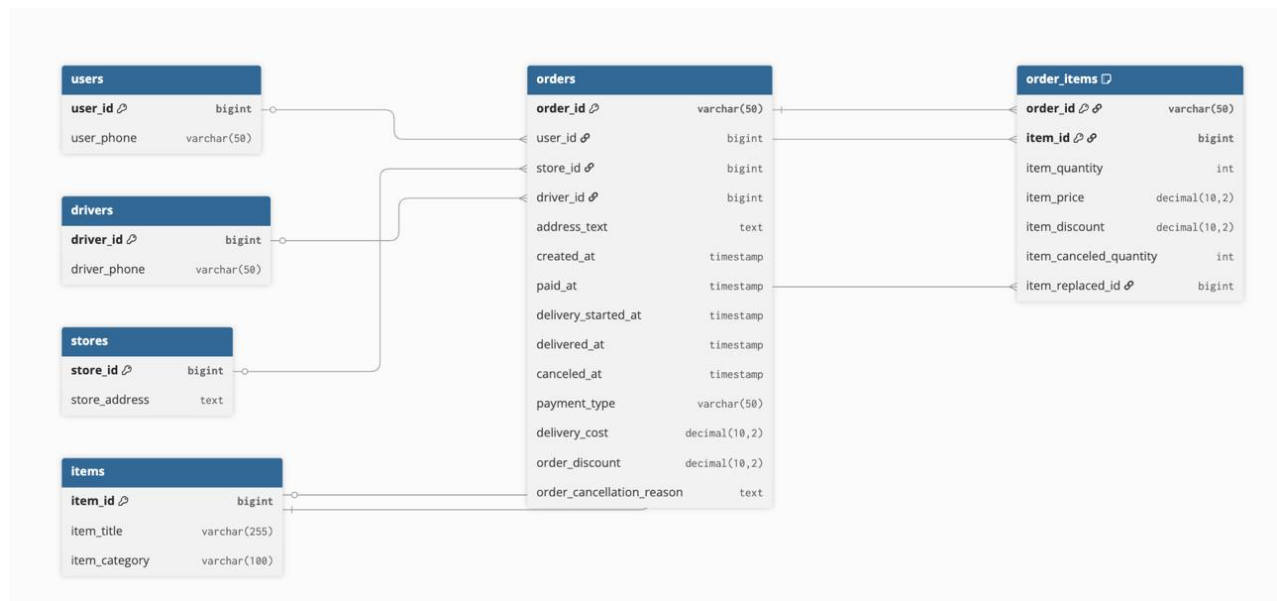 users
user_id bigint
user_phone varchar(50)
drivers
driver_id bigint
driver_phone varchar(50)
stores
store_id bigint
store_address text
items
item_id bigint
item_title varchar(255)
item_category varchar(100)
orders
order_id varchar(50)
user_id bigint
store_id bigint
driver_id bigint
address_text text
created_at timestamp
paid_at timestamp
delivery_started_at timestamp
delivered_at timestamp
canceled_at timestamp
payment_type varchar(50)
delivery_cost decimal(10,2)
order_discount decimal(10,2)
order_cancellation_reason text
order_items
order_id varchar(50)
item_id bigint
item_quantity int
item_price decimal(10,2)
item_discount decimal(10,2)
item_canceled_quantity int
item_replaced_id bigint